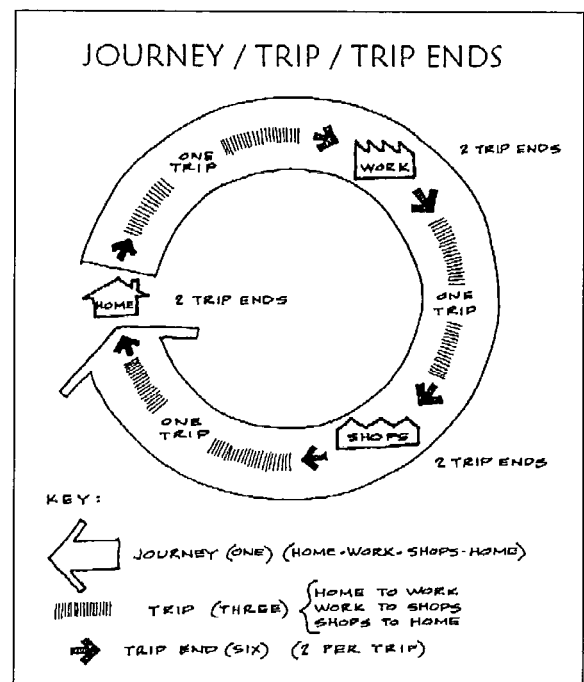 JOURNEY / TRIP / TRIP ENDS
ONE
TRIP
WORK
2 TRIP ENDS
HOME
2 TRIP ENDS
ONE
TRIP
ONE
TRIP
SHOPS
2 TRIP ENDS
KEY:
JOURNEY (ONE) (HOME-WORK-SHOPS-HOME)
TRIP (THREE) { HOME TO WORK
WORK TO SHOPS
SHOPS TO HOME
TRIP END (SIX) (2 PER TRIP)